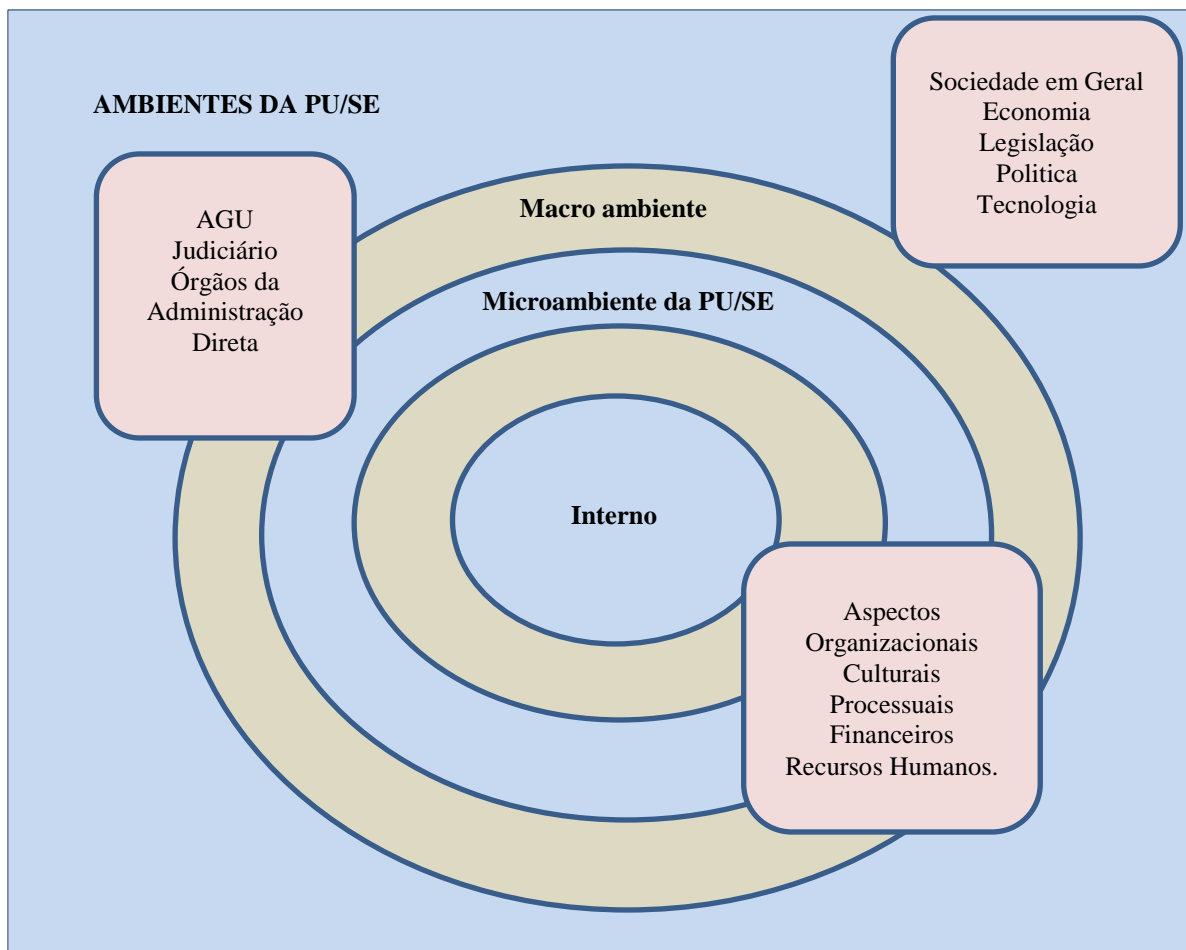 AMBIENTES DA PU/SE
Sociedade em Geral
Economia
Legislação
Politica
Tecnologia
AGU
Judiciário
Órgãos da
Administração
Direta
Macro ambiente
Microambiente da PU/SE
Interno
Aspectos
Organizacionais
Culturais
Processuais
Financeiros
Recursos Humanos.